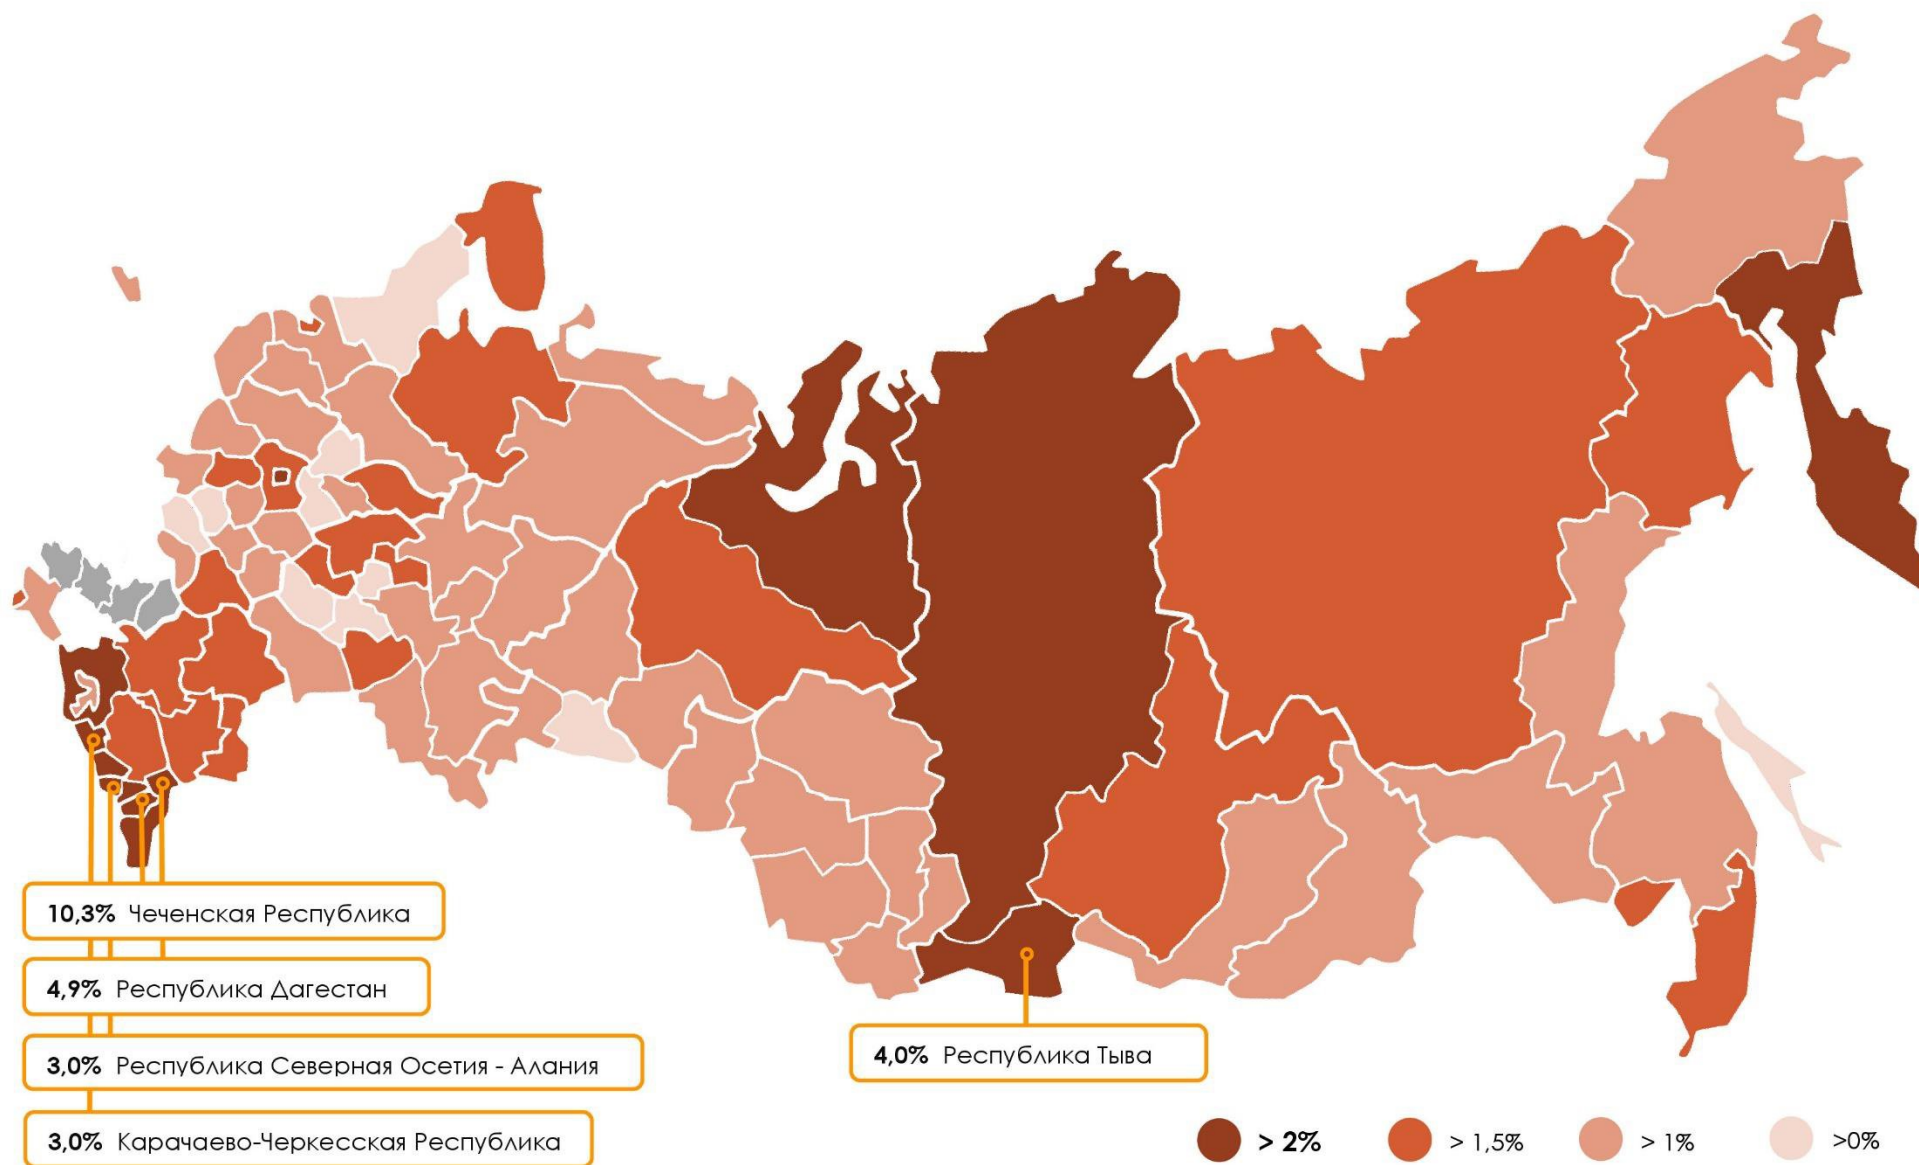 10,3% Чеченская Республика
4,9% Республика Дагестан
3,0% Республика Северная Осетия - Алания
4,0% Республика Тыва
3,0% Карачаево-Черкесская Республика
> 2%
> 1,5%
> 1%
>0%